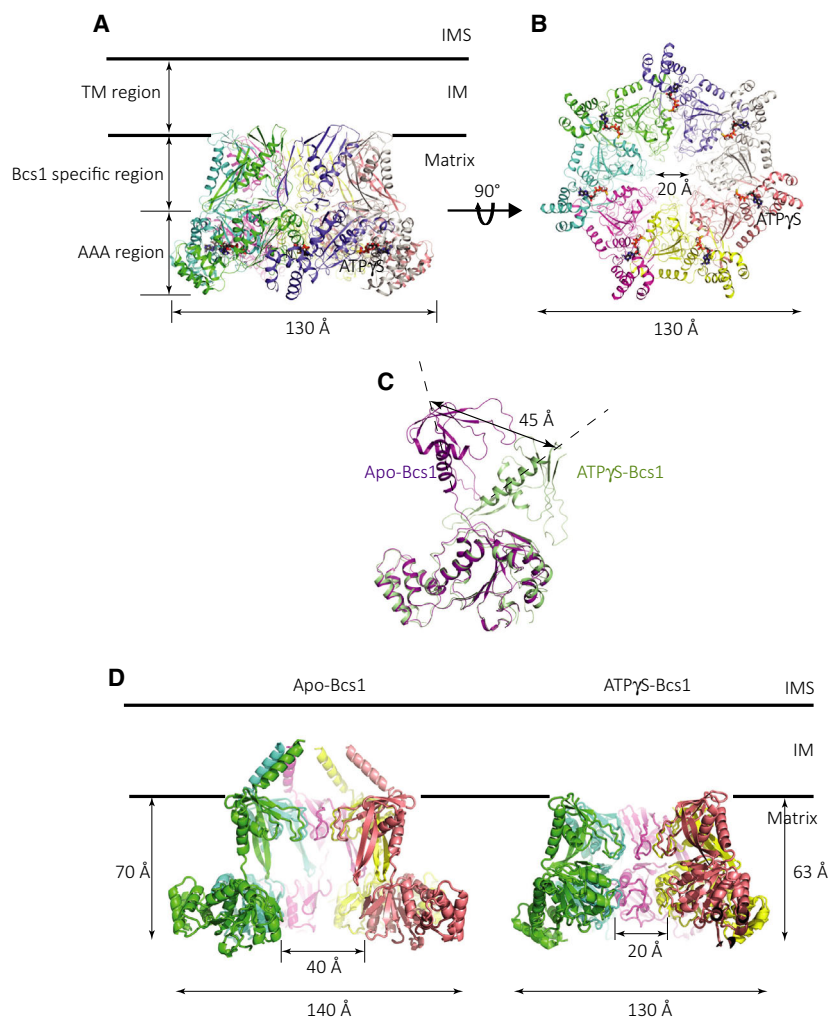 A
B
IMS
TM region
IM
Bcs1 specific region
Matrix
90°
20 Å
AAA region
ATPγS
ATPγS
130 Å
130 Å
C
45 Å
Apo-Bcs1
ATPγS-Bcs1
D
Apo-Bcs1
ATPγS-Bcs1
IMS
IM
Matrix
70 Å
63 Å
40 Å
20 Å
140 Å
130 Å